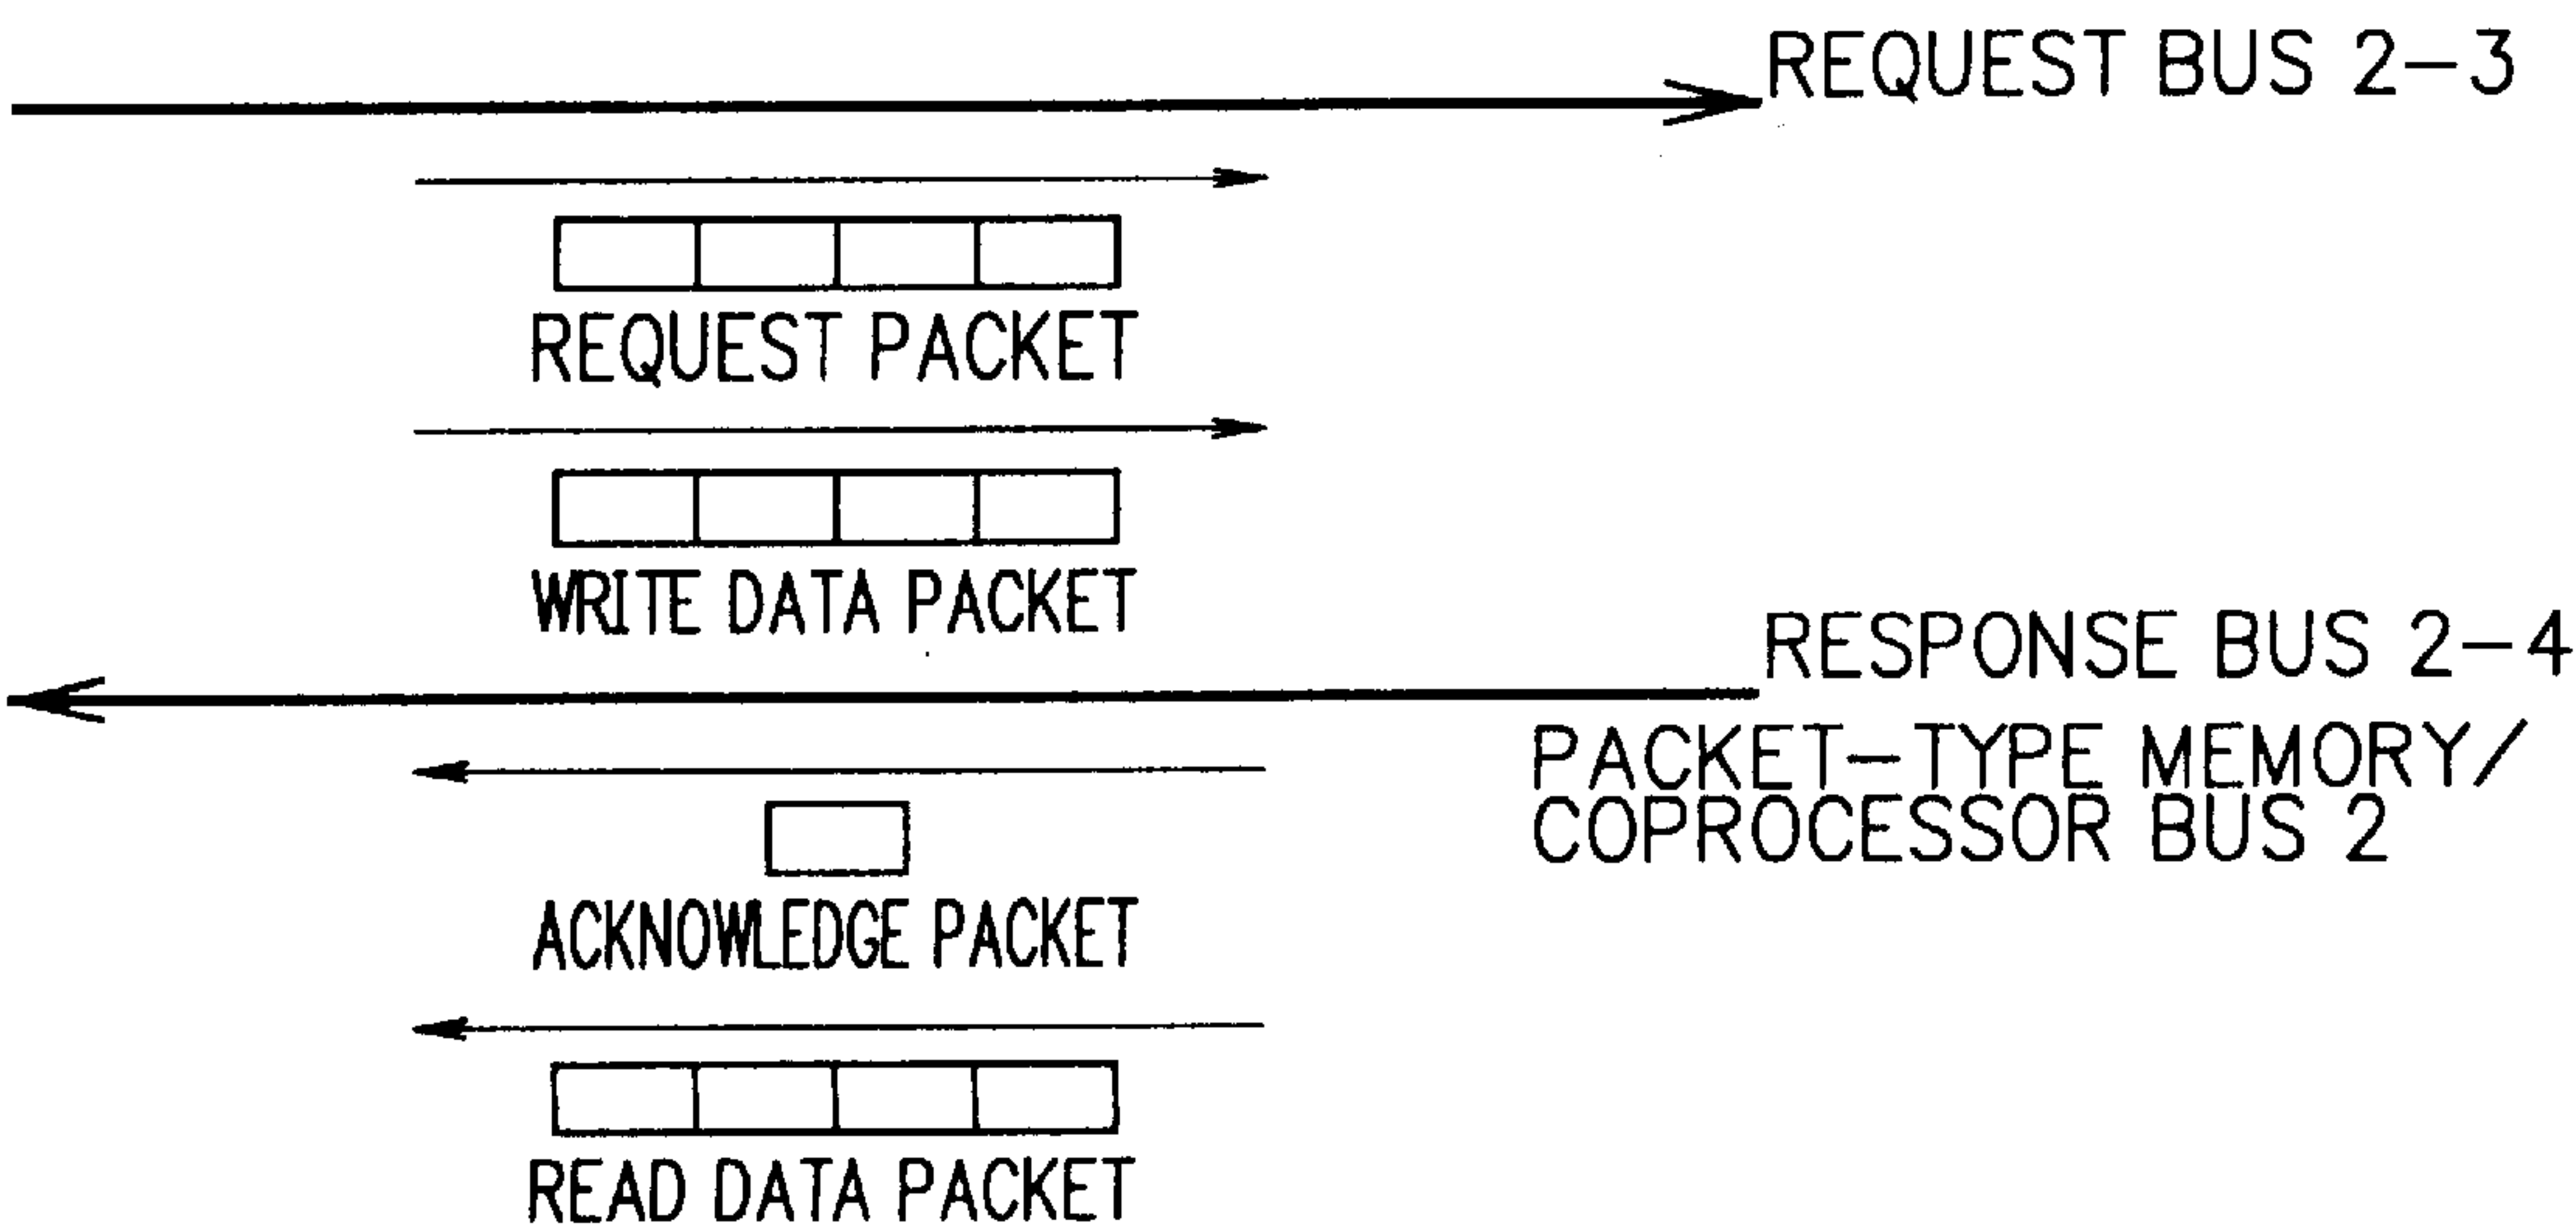 REQUEST BUS 2-3
REQUEST PACKET
WRITE DATA PACKET
RESPONSE BUS 2-4
PACKET-TYPE MEMORY/
COPROCESSOR BUS 2
ACKNOWLEDGE PACKET
READ DATA PACKET